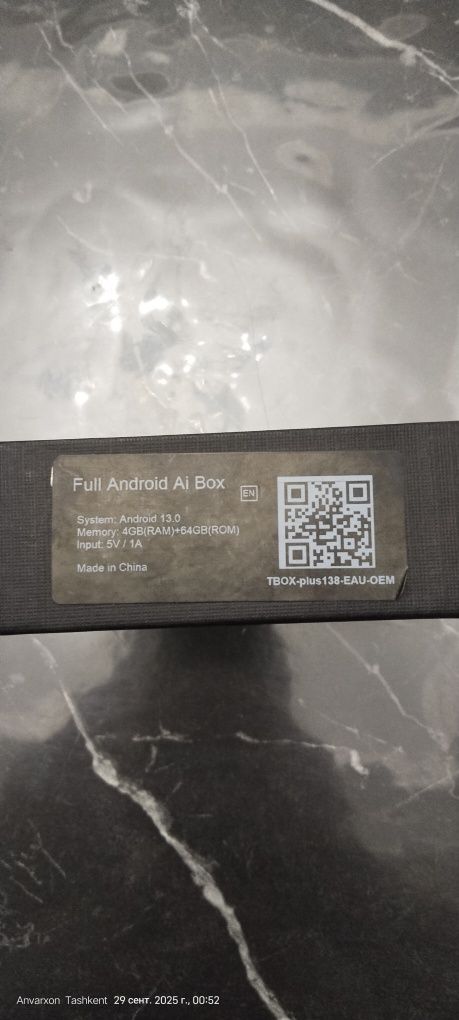 Full Android Ai Box
EN
System: Android 13.0
Memory: 4GB(RAM)+64GB(ROM)
Input: 5V / 1A
Made in China
TBOX-plus138-EAU-OEM
Anvarxon Tashkent 29 сент. 2025 г., 00:52